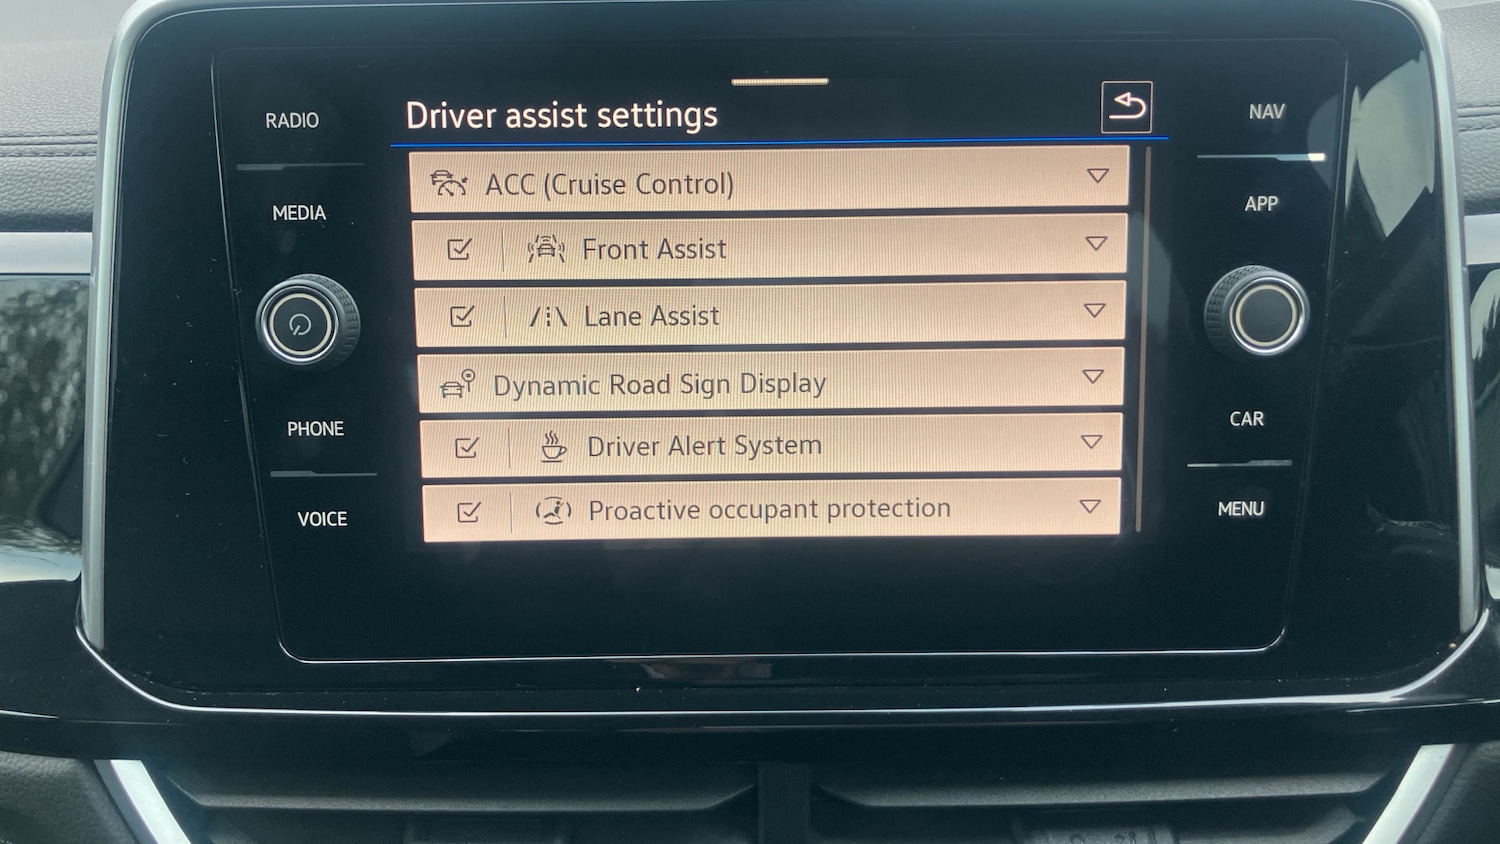 RADIO
MEDIA
PHONE
VOICE
Driver assist settings
ACC (Cruise Control)
Front Assist
Lane Assist
Dynamic Road Sign Display
Driver Alert System
Proactive occupant protection
NAV
APP
CAR
MENU